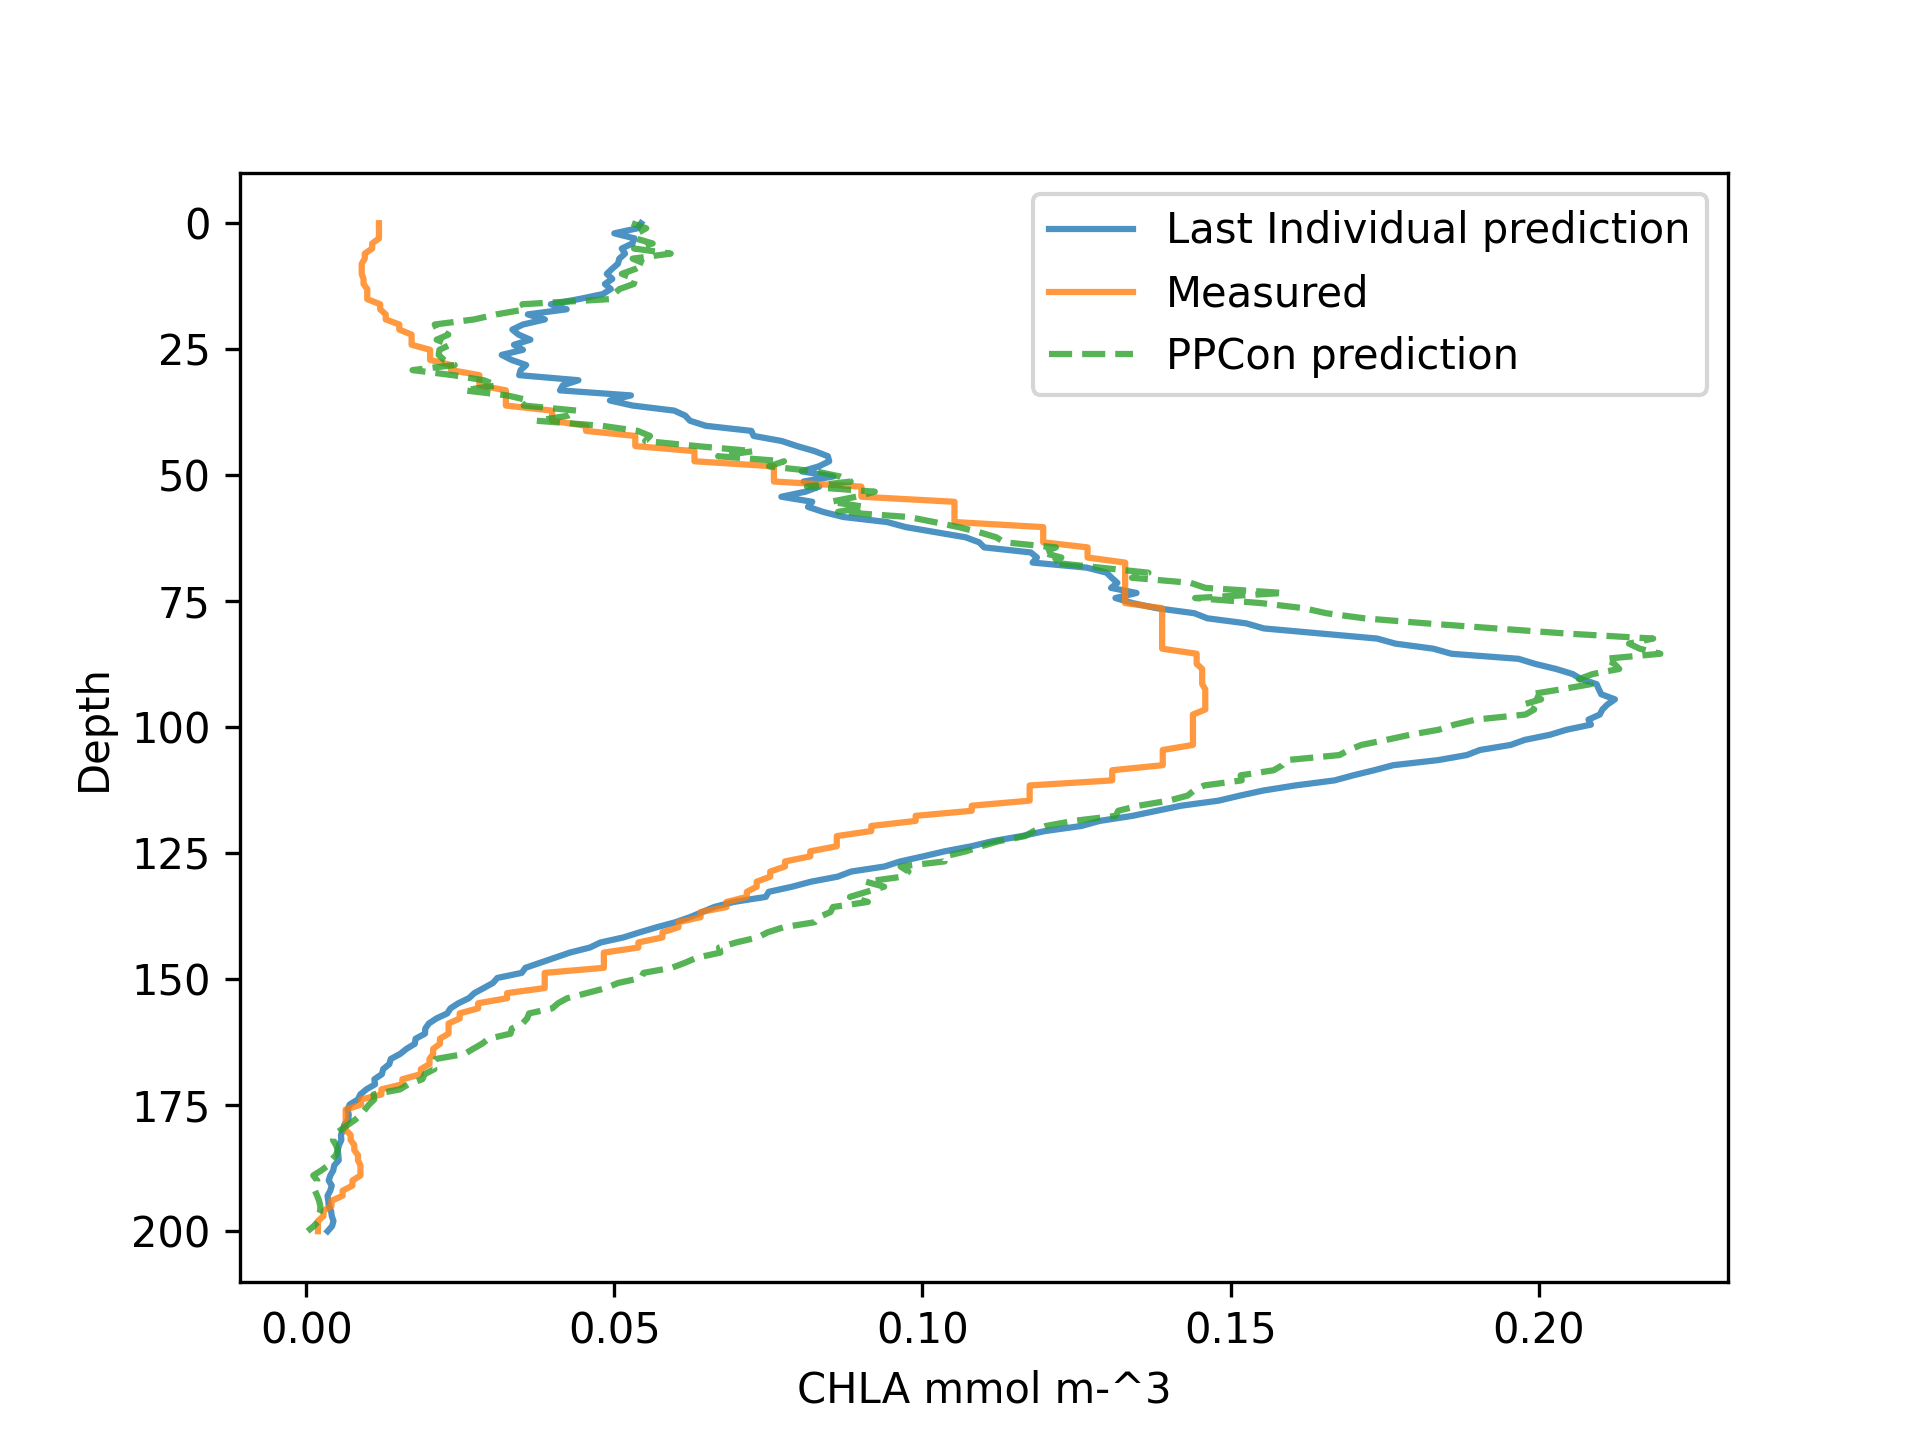 Last Individual prediction
Measured
PPCon prediction
0
25
50
75
100
125
150
175
200
Depth
0.00 0.05 0.10 0.15 0.20
CHLA mmol m-^3